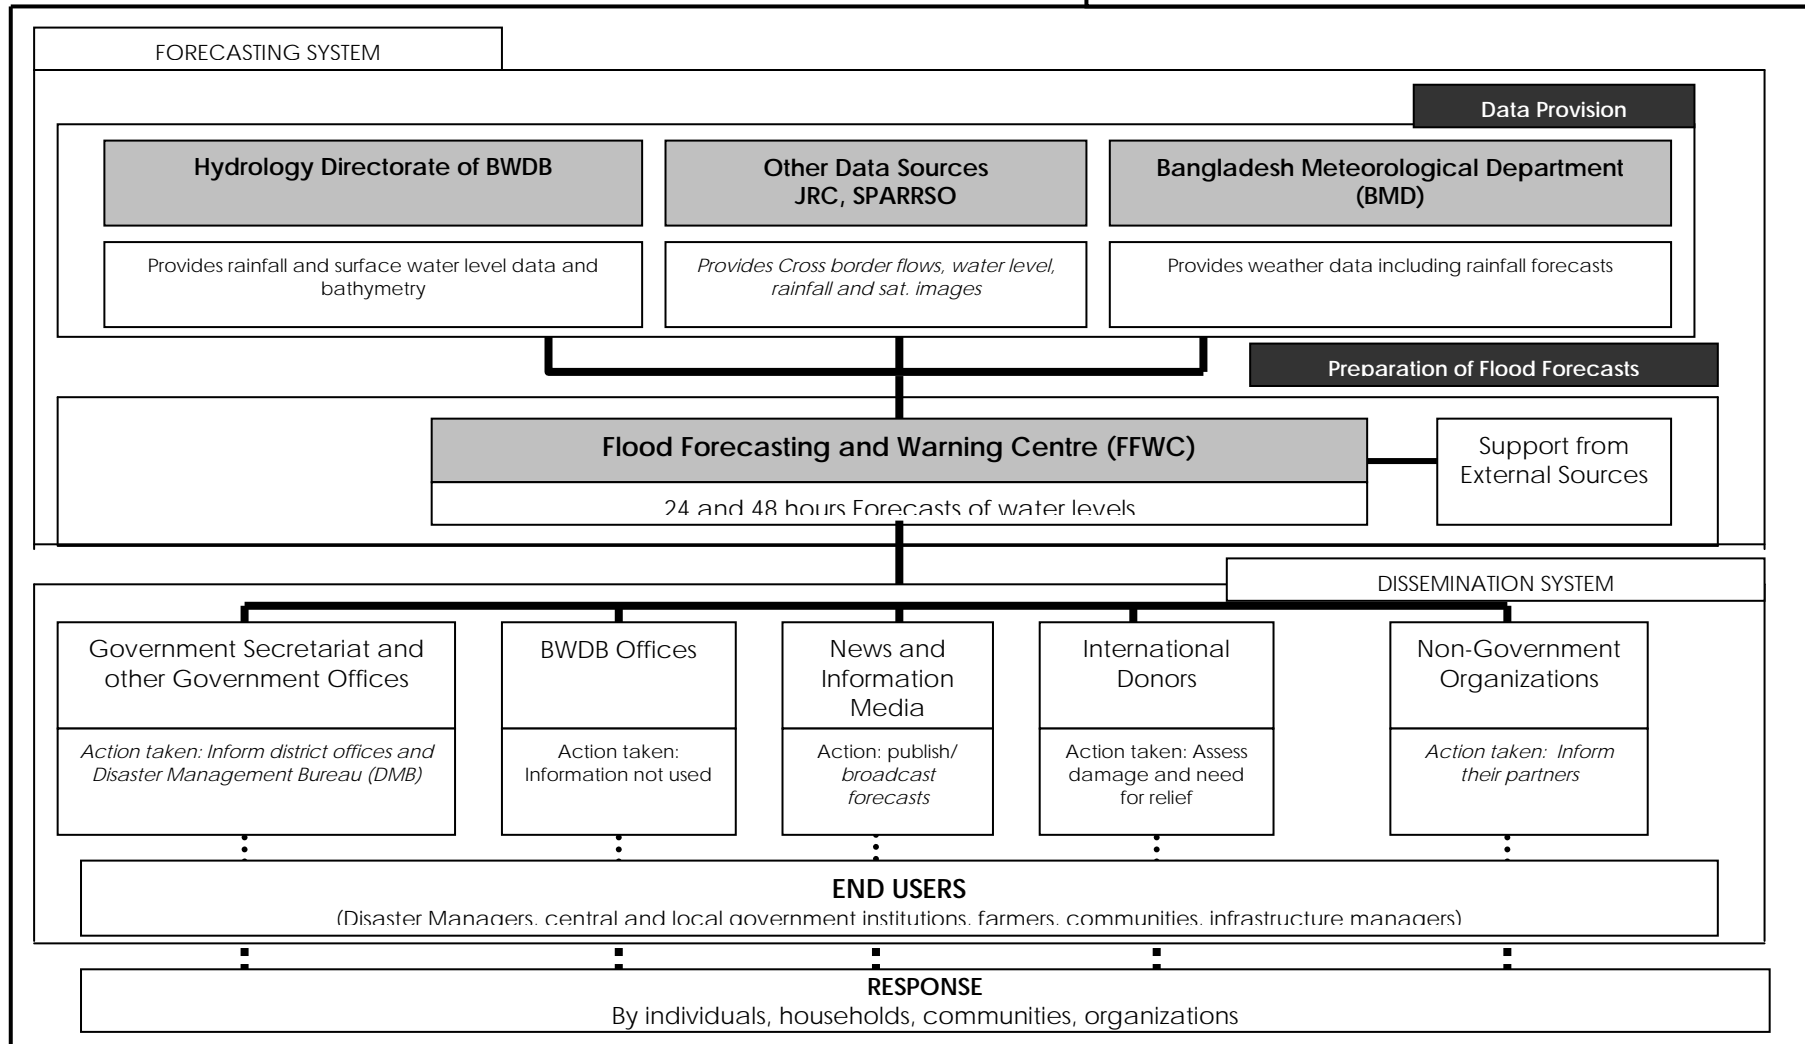 FORECASTING SYSTEM
Data Provision
Hydrology Directorate of BWDB
Provides rainfall and surface water level data and
bathymetry
Other Data Sources
JRC, SPARRSO
Provides Cross border flows, water level,
rainfall and sat. images
Bangladesh Meteorological Department
(BMD)
Provides weather data including rainfall forecasts
Preparation of Flood Forecasts
Flood Forecasting and Warning Centre (FFWC)
24 and 48 hours Forecasts of water levels
Support from
External Sources
DISSEMINATION SYSTEM
Government Secretariat and
other Government Offices
Action taken: Inform district offices and
Disaster Management Bureau (DMB)
BWDB Offices
Action taken:
Information not used
News and
Information
Media
Action: publish/
broadcast
forecasts
International
Donors
Action taken: Assess
damage and need
for relief
Non-Government
Organizations
Action taken:  Inform
their partners
END USERS
(Disaster Managers, central and local government institutions, farmers, communities, infrastructure managers)
RESPONSE
By individuals, households, communities, organizations